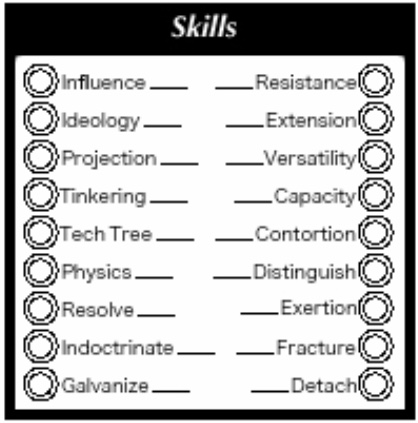 Skills
Influence ___ ___ Resistance
Ideology ___ ___ Extension
Projection ___ ___ Versatility
Tinkering ___ ___ Capacity
Tech Tree ___ ___ Contortion
Physics ___ ___ Distinguish
Resolve ___ ___ Exertion
Indoctrinate ___ ___ Fracture
Galvanize ___ ___ Detach